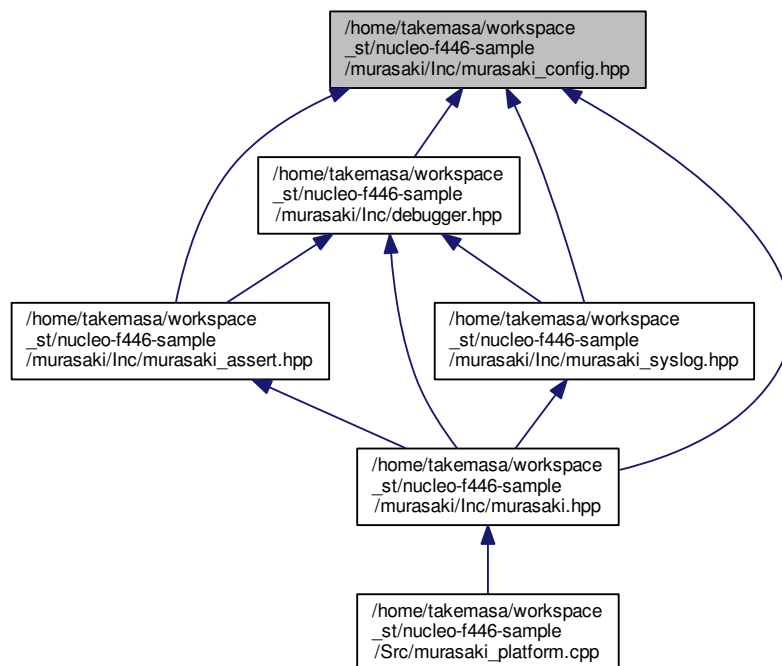 /home/takemasa/workspace
_st/nucleo-f446-sample
/murasaki/Inc/murasaki_config.hpp
/home/takemasa/workspace
_st/nucleo-f446-sample
/murasaki/Inc/debugger.hpp
/home/takemasa/workspace
_st/nucleo-f446-sample
/murasaki/Inc/murasaki_assert.hpp
/home/takemasa/workspace
_st/nucleo-f446-sample
/murasaki/Inc/murasaki_syslog.hpp
/home/takemasa/workspace
_st/nucleo-f446-sample
/murasaki/Inc/murasaki.hpp
/home/takemasa/workspace
_st/nucleo-f446-sample
/Src/murasaki_platform.cpp